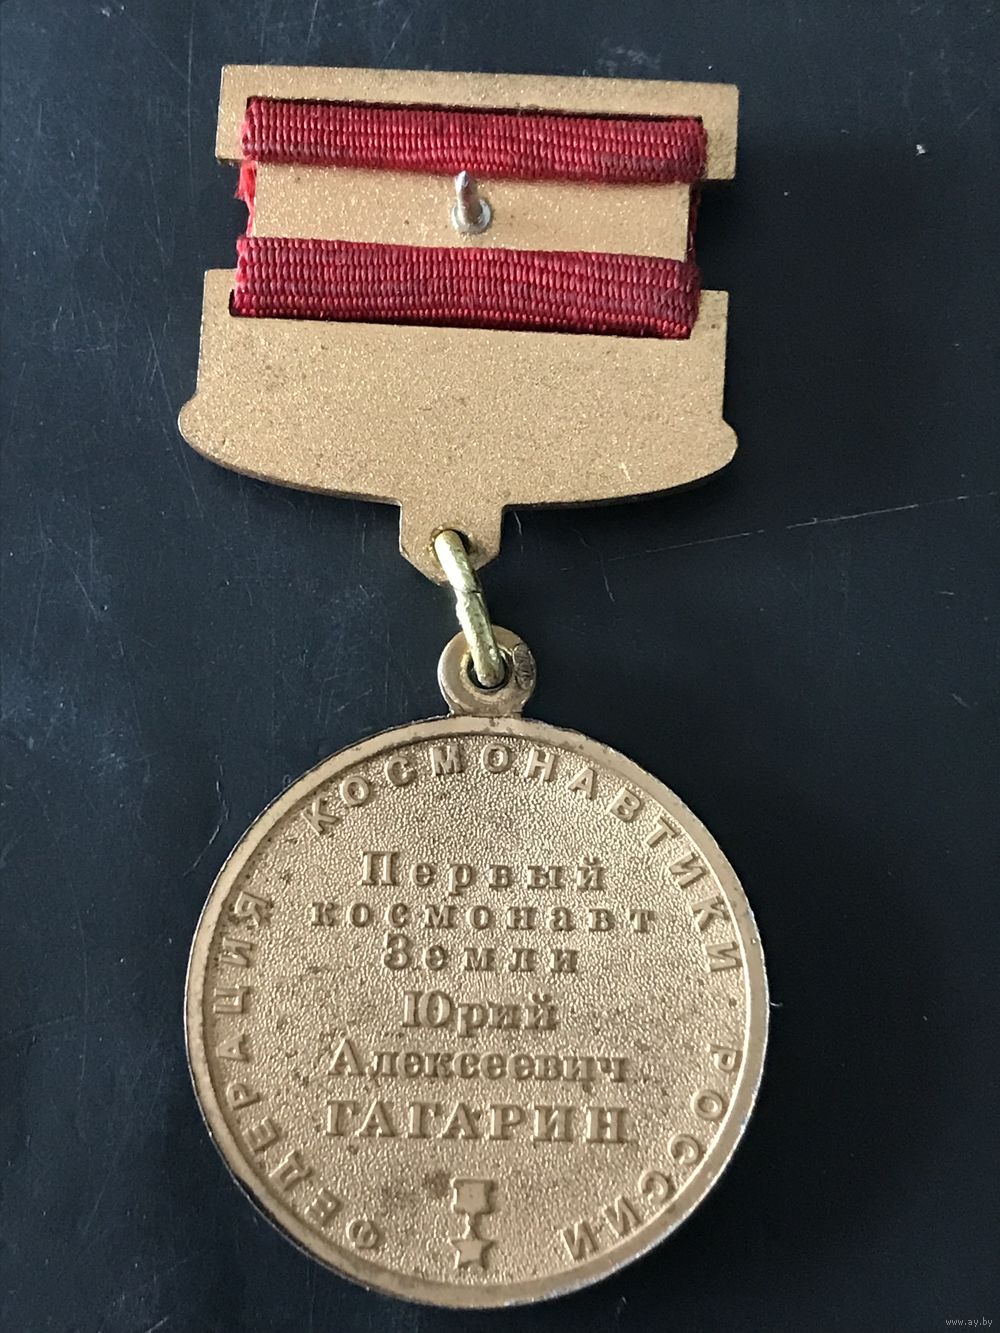 ФЕДЕРАЦИЯ КОСМОНАВТИКИ РОССИИ
Первый
космонавт
Земли
Юрий
Алексеевич
ГАГАРИН
www.ay.by